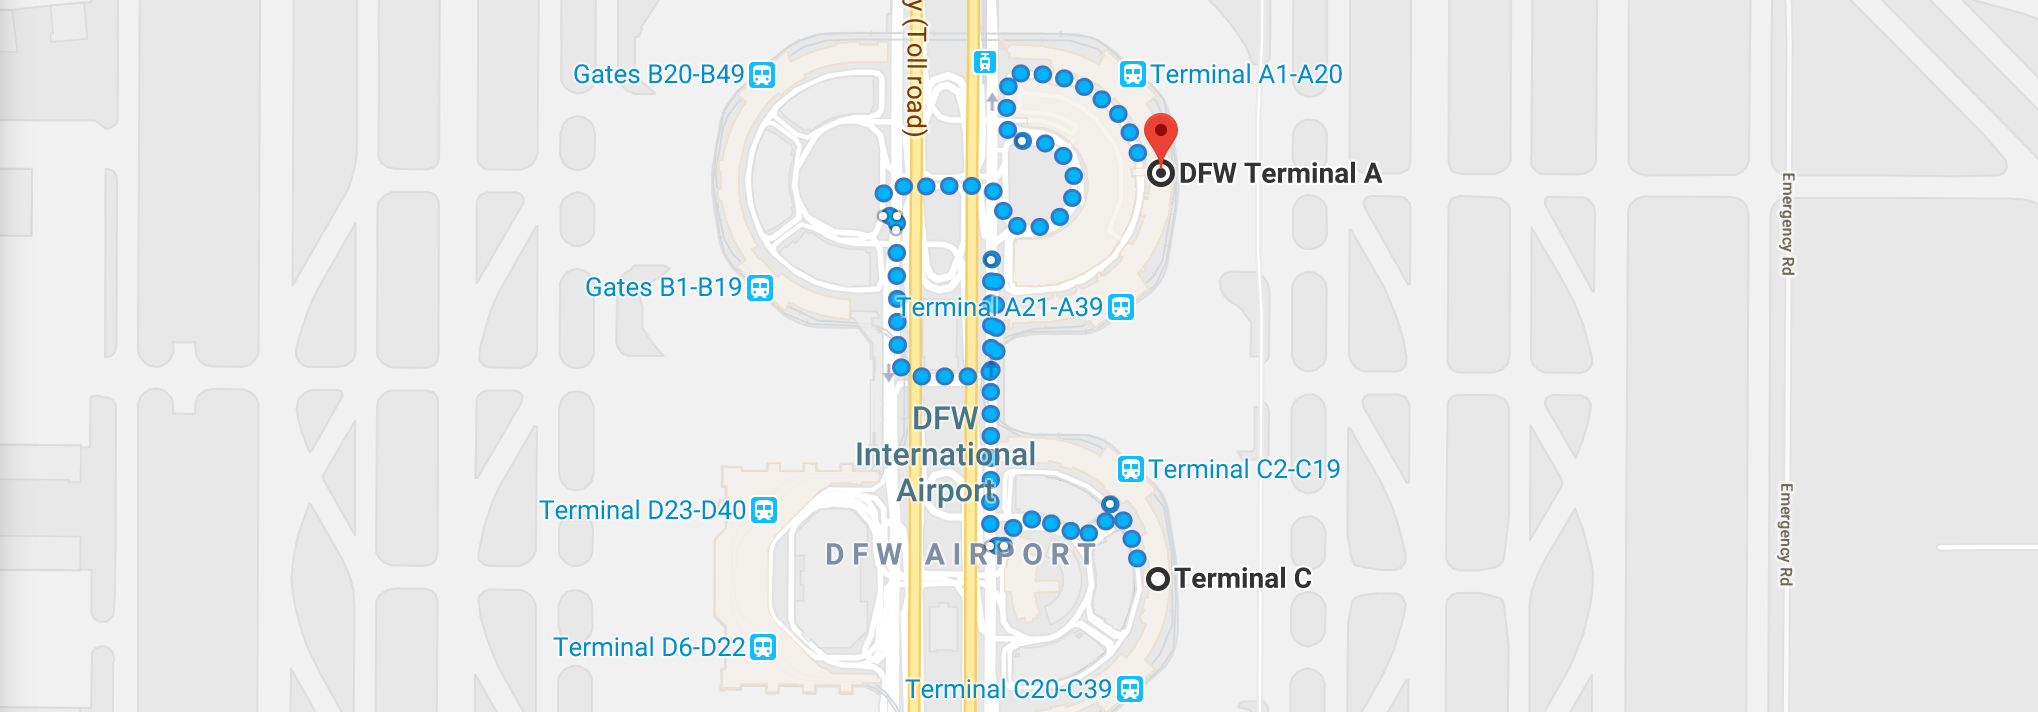 y (Toll road)
Gates B20-B49
Terminal A1-A20
DFW Terminal A
Emergency Rd
Gates B1-B19
Terminal A21-A39
DFW
International
Airport
Terminal C2-C19
Terminal D23-D40
Emergency Rd
DFW AIRPORT
Terminal C
Terminal D6-D22
Terminal C20-C39